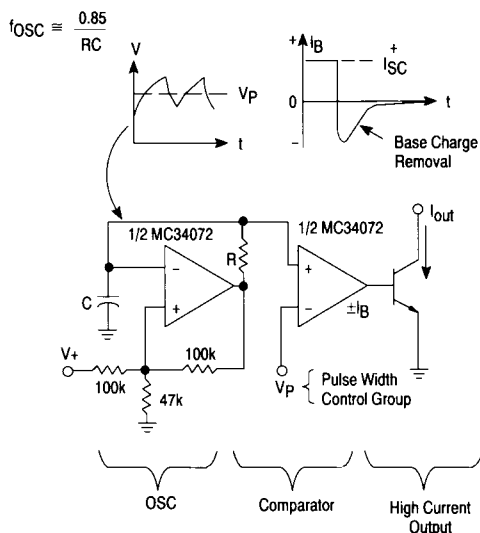 fOSC ≅ 0.85
RC
V
VP
t
+ IB
+
ISC
0
t
−
Base Charge
Removal
1/2 MC34072
1/2 MC34072
Iout
R
−
+
+
−
C
±IB
V+
100k
100k
47k
VP
Pulse Width
Control Group
OSC
Comparator
High Current
Output